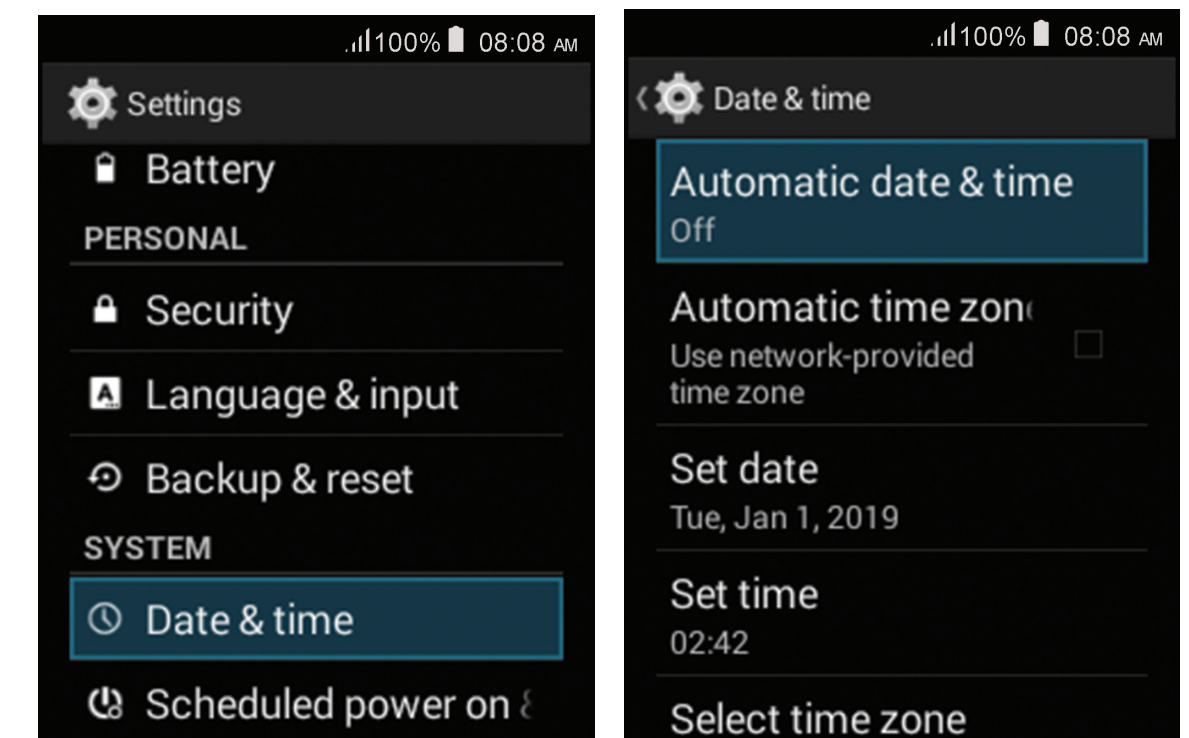 100% 08:08 AM
Settings
Battery
PERSONAL
Security
Language & input
Backup & reset
SYSTEM
Date & time
Scheduled power on
100% 08:08 AM
Date & time
Automatic date & time
Off
Automatic time zone
Use network-provided
time zone
Set date
Tue, Jan 1, 2019
Set time
02:42
Select time zone